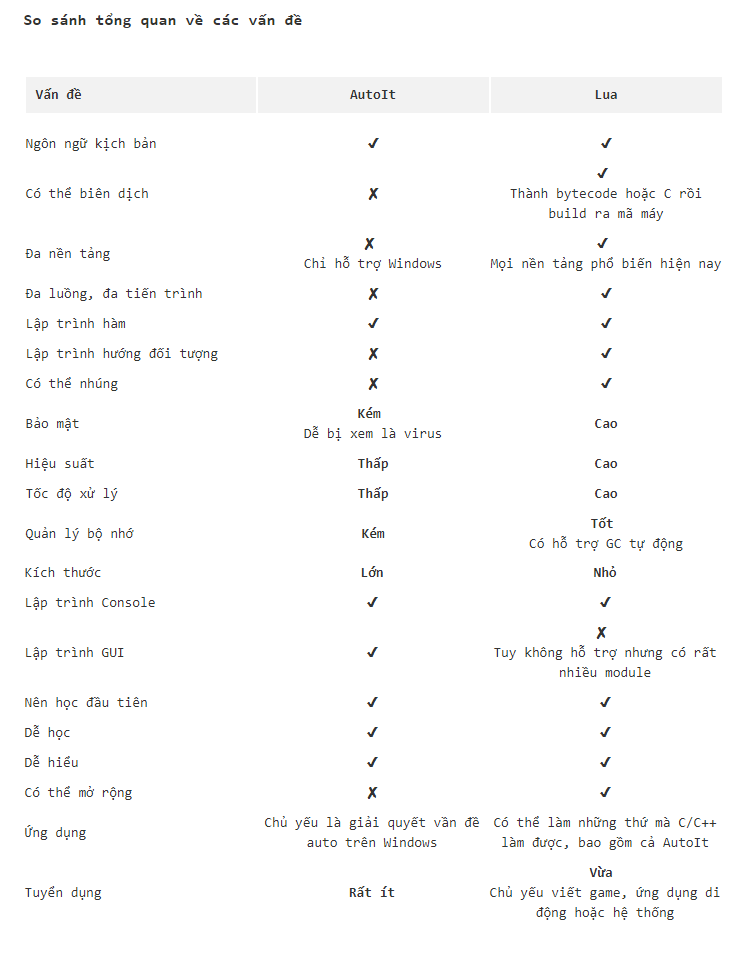 So sánh tổng quan về các vấn đề
Vấn đề AutoIt Lua
Ngôn ngữ kịch bản ✔ ✔
Có thể biên dịch ✘ ✔
Thành bytecode hoặc C rồi
build ra mã máy
Đa nền tảng ✘ ✔
Chỉ hỗ trợ Windows Mọi nền tảng phổ biến hiện nay
Đa luồng, đa tiến trình ✘ ✔
Lập trình hàm ✔ ✔
Lập trình hướng đối tượng ✘ ✔
Có thể nhúng ✘ ✔
Bảo mật Kém Cao
Dễ bị xem là virus
Hiệu suất Thấp Cao
Tốc độ xử lý Thấp Cao
Quản lý bộ nhớ Kém Tốt
Có hỗ trợ GC tự động
Kích thước Lớn Nhỏ
Lập trình Console ✔ ✔
Lập trình GUI ✔ ✘
Tuy không hỗ trợ nhưng có rất
nhiều module
Nên học đầu tiên ✔ ✔
Dễ học ✔ ✔
Dễ hiểu ✔ ✔
Có thể mở rộng ✘ ✔
Ứng dụng Chủ yếu là giải quyết vấn đề Có thể làm những thứ mà C/C++
auto trên Windows làm được, bao gồm cả AutoIt
Tuyển dụng Rất ít Vừa
Chủ yếu viết game, ứng dụng di
động hoặc hệ thống